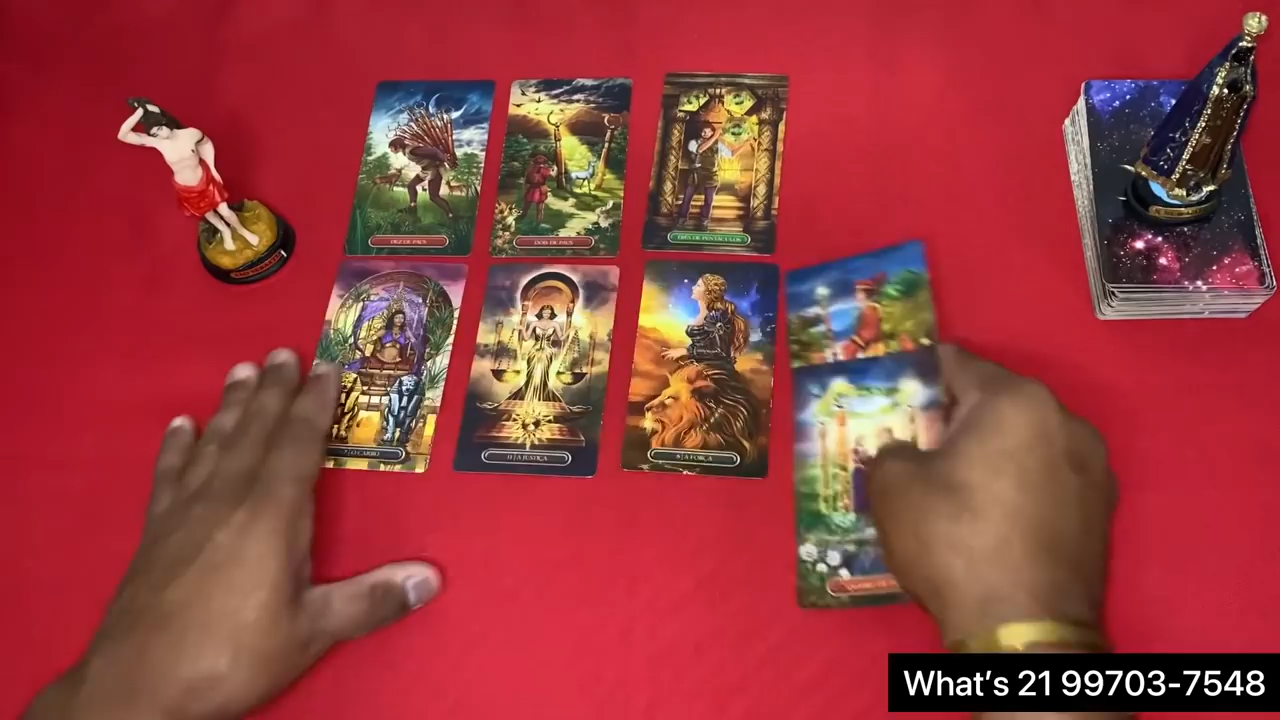 DEZ DE PAUS
DOIS DE PAUS
TRÊS DE PENTÁCULOS
7 | O CARRO
11 | A JUSTIÇA
8 | A FORÇA
What's 21 99703-7548